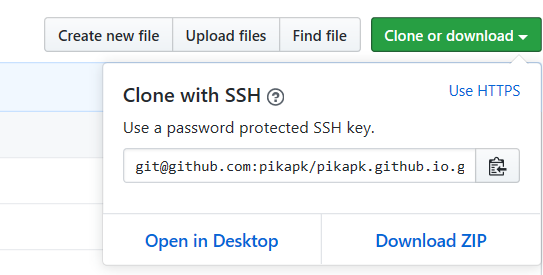 Create new file Upload files Find file Clone or download
Clone with SSH Use HTTPS
Use a password protected SSH key.
git@github.com:pikapk/pikapk.github.io.g
Open in Desktop Download ZIP